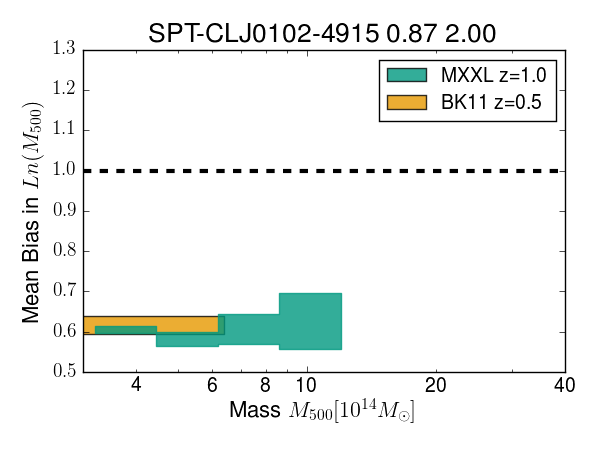 SPT-CLJ0102-4915 0.87 2.00
MXXL z=1.0
BK11 z=0.5
Mean Bias in Ln(M500)
1.3
1.2
1.1
1.0
0.9
0.8
0.7
0.6
0.5
4 6 8 10 20 40
Mass M500[10^14 M⊙]